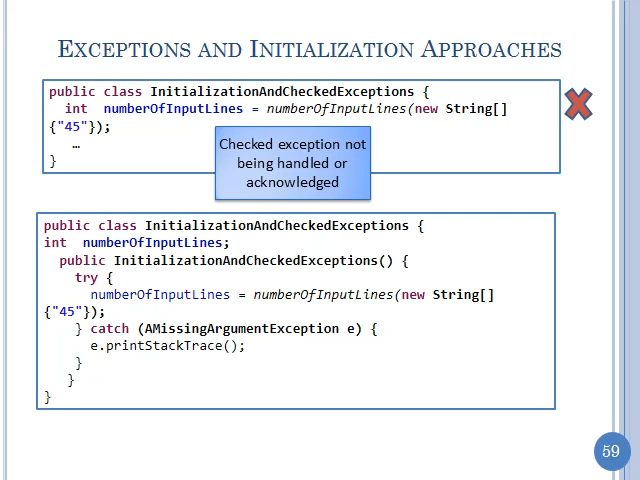 EXCEPTIONS AND INITIALIZATION APPROACHES
public class InitializationAndCheckedExceptions {
int numberOfInputLines = numberOfInputLines(new String[]
{"45"});
…
}
Checked exception not
being handled or
acknowledged
public class InitializationAndCheckedExceptions {
int numberOfInputLines;
public InitializationAndCheckedExceptions() {
try {
numberOfInputLines = numberOfInputLines(new String[]
{"45"});
} catch (AMissingArgumentException e) {
e.printStackTrace();
}
}
}
59